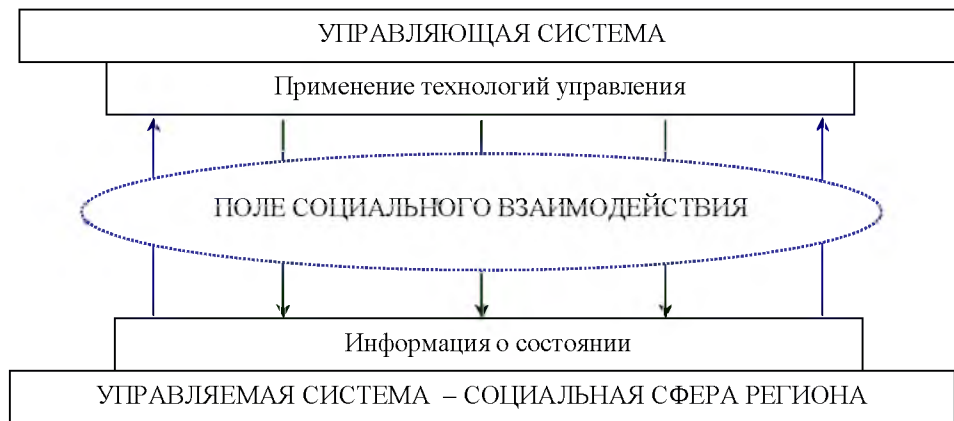 УПРАВЛЯЮЩАЯ СИСТЕМА
Применение технологий управления
ПОЛЕ СОЦИАЛЬНОГО ВЗАИМОДЕЙСТВИЯ
Информация о состоянии
УПРАВЛЯЕМАЯ СИСТЕМА – СОЦИАЛЬНАЯ СФЕРА РЕГИОНА